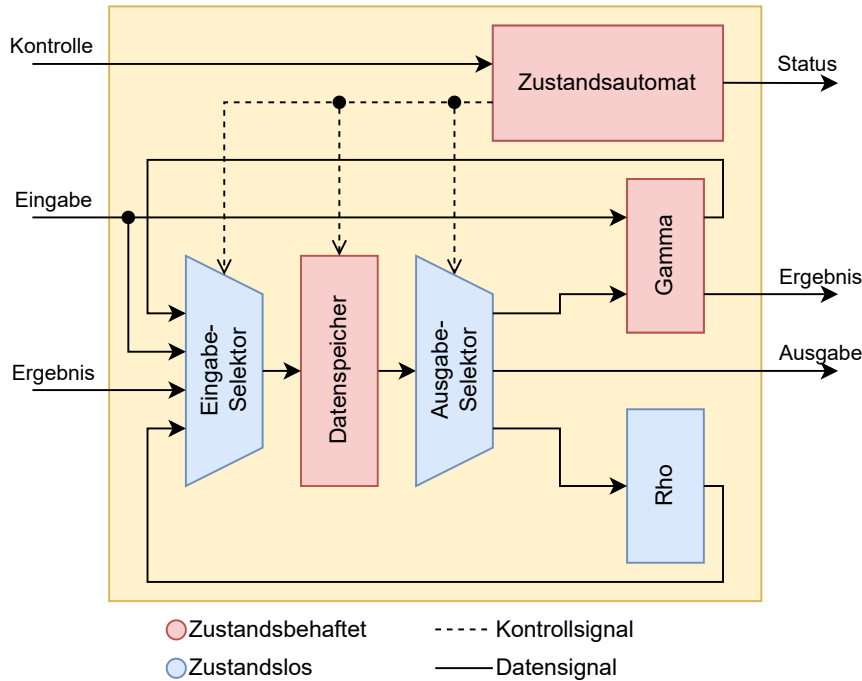 Kontrolle
Zustandsautomat
Status
Eingabe
Gamma
Ergebnis
Ergebnis
Eingabe-
Selektor
Datenspeicher
Ausgabe-
Selektor
Ausgabe
Rho
Zustandsbehaftet
Kontrollsignal
Zustandslos
Datensignal